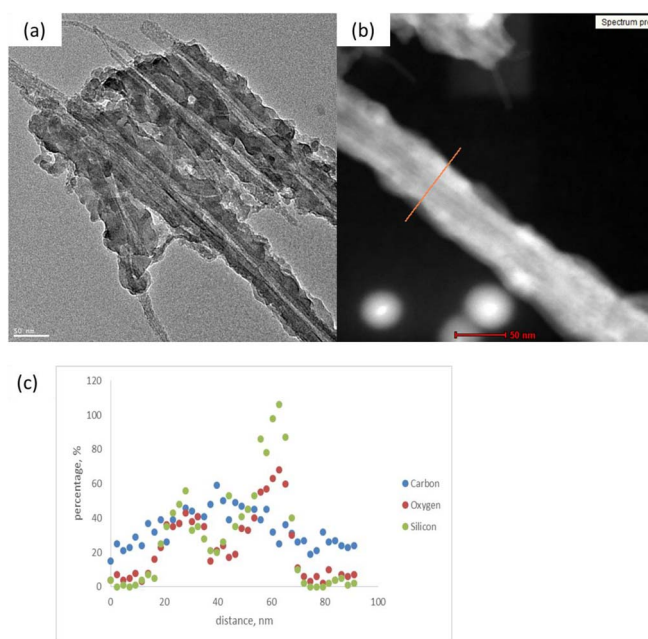 (a)
(b)
Spectrum pro
50 nm
50 nm
(c)
120
100
80
60
40
20
0
percentage, %
0 20 40 60 80 100
distance, nm
Carbon
Oxygen
Silicon